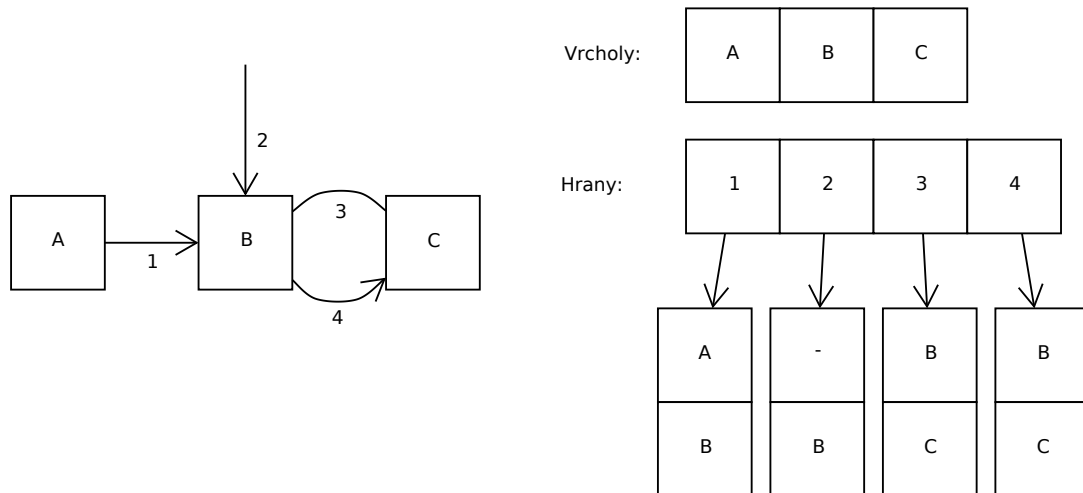 Vrcholy: A B C
2
Hrany: 1 2 3 4
A 1 B 3 C
4
A - B B
B B C C